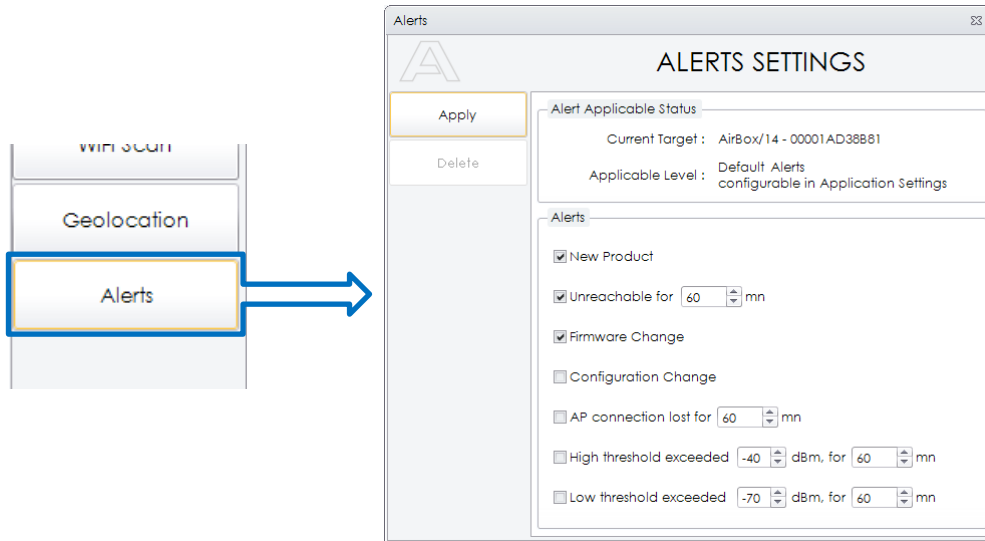 Alerts
ALERTS SETTINGS
Apply
Delete
Alert Applicable Status
Current Target : AirBox/14 - 00001AD38B81
Applicable Level : Default Alerts
configurable in Application Settings
Alerts
New Product
Unreachable for 60 mn
Firmware Change
Configuration Change
AP connection lost for 60 mn
High threshold exceeded -40 dBm, for 60 mn
Low threshold exceeded -70 dBm, for 60 mn
WiFi Scan
Geolocation
Alerts